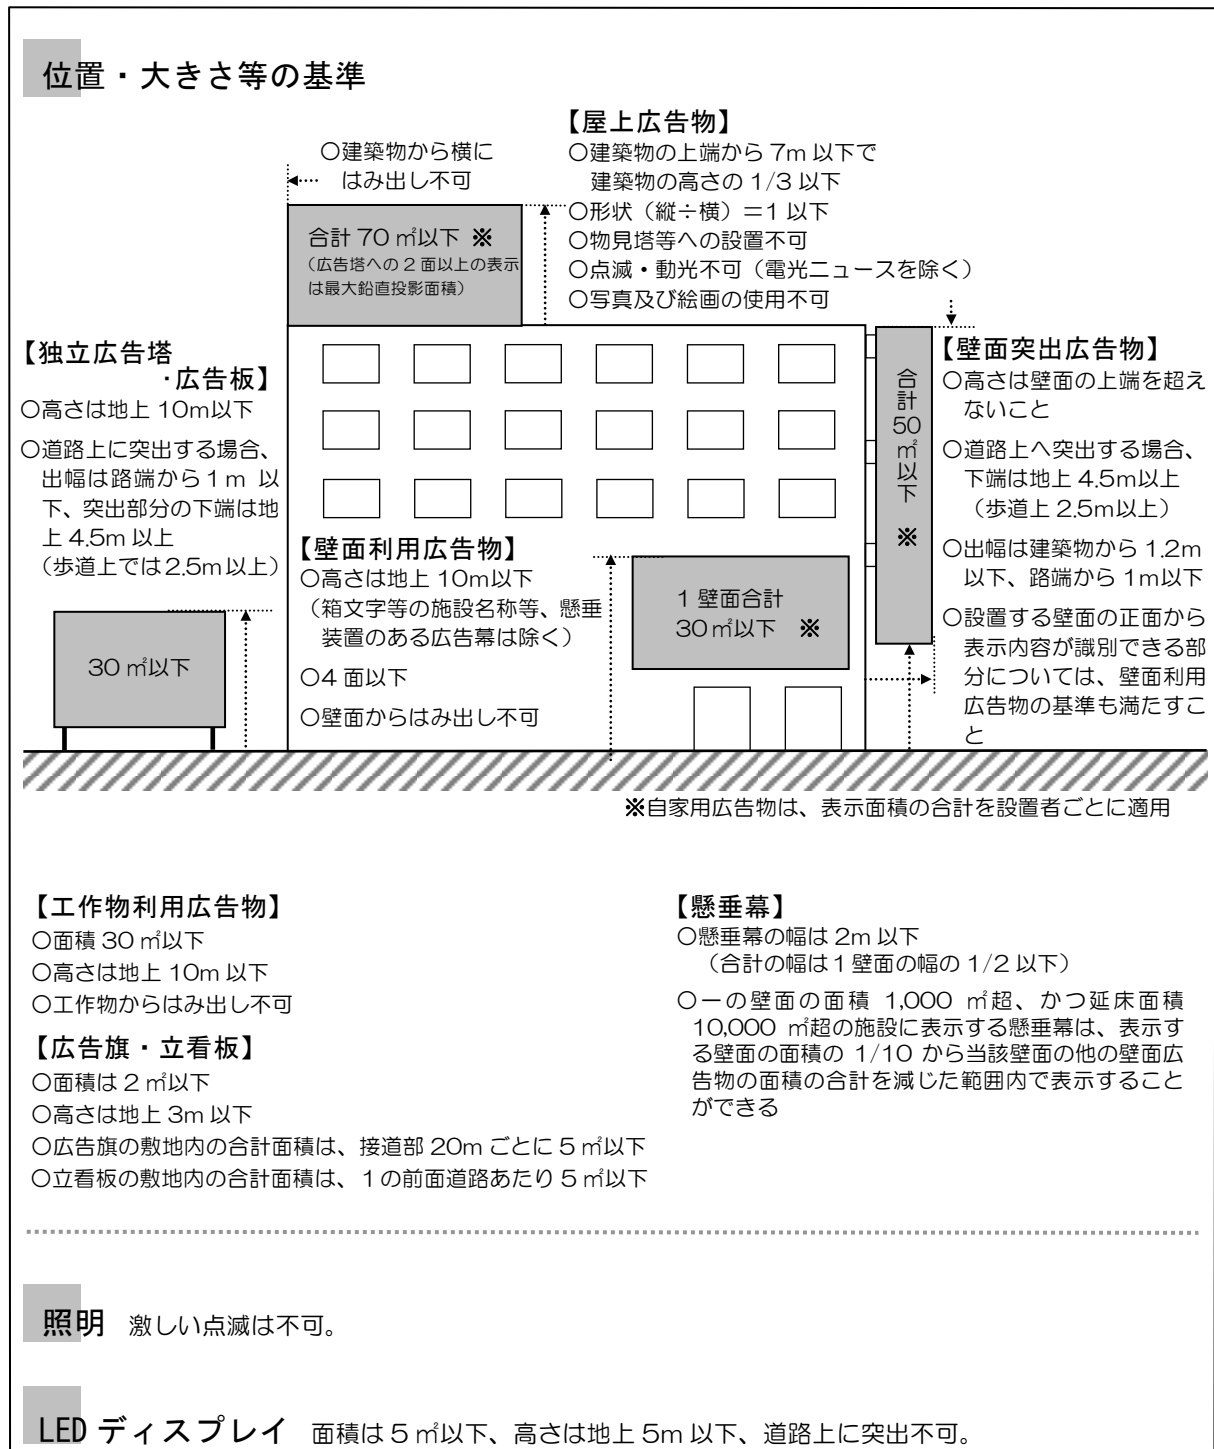 位置・大きさ等の基準
【屋上広告物】
〇建築物の上端から 7m 以下で
建築物の高さの 1/3 以下
〇形状（縦÷横）＝1 以下
〇物見塔等への設置不可
〇点滅・動光不可（電光ニュースを除く）
〇写真及び絵画の使用不可
〇建築物から横に
はみ出し不可
合計 70 ㎡以下 ※
（広告塔への 2 面以上の表示
は最大鉛直投影面積）
【独立広告塔
・広告板】
〇高さは地上 10m以下
〇道路上に突出する場合、
出幅は路端から 1m 以
下、突出部分の下端は地
上 4.5m 以上
（歩道上では2.5m以上）
30 ㎡以下
【壁面利用広告物】
〇高さは地上 10m以下
（箱文字等の施設名称等、懸垂
装置のある広告幕は除く）
〇4 面以下
〇壁面からはみ出し不可
1 壁面合計
30㎡以下 ※
合計50㎡以下 ※
【壁面突出広告物】
〇高さは壁面の上端を超え
ないこと
〇道路上へ突出する場合、
下端は地上 4.5m以上
（歩道上 2.5m以上）
〇出幅は建築物から 1.2m
以下、路端から 1m以下
〇設置する壁面の正面から
表示内容が識別できる部
分については、壁面利用
広告物の基準も満たすこ
と
※自家用広告物は、表示面積の合計を設置者ごとに適用
【工作物利用広告物】
〇面積 30 ㎡以下
〇高さは地上 10m 以下
〇工作物からはみ出し不可
【広告旗・立看板】
〇面積は 2 ㎡以下
〇高さは地上 3m 以下
〇広告旗の敷地内の合計面積は、接道部 20m ごとに 5 ㎡以下
〇立看板の敷地内の合計面積は、1 の前面道路あたり 5 ㎡以下
【懸垂幕】
〇懸垂幕の幅は 2m 以下
（合計の幅は 1 壁面の幅の 1/2 以下）
〇一の壁面の面積 1,000 ㎡超、かつ延床面積
10,000 ㎡超の施設に表示する懸垂幕は、表示す
る壁面の面積の 1/10 から当該壁面の他の壁面広
告物の面積の合計を減じた範囲内で表示すること
ができる
照明 激しい点滅は不可。
LED ディスプレイ 面積は 5 ㎡以下、高さは地上 5m 以下、道路上に突出不可。